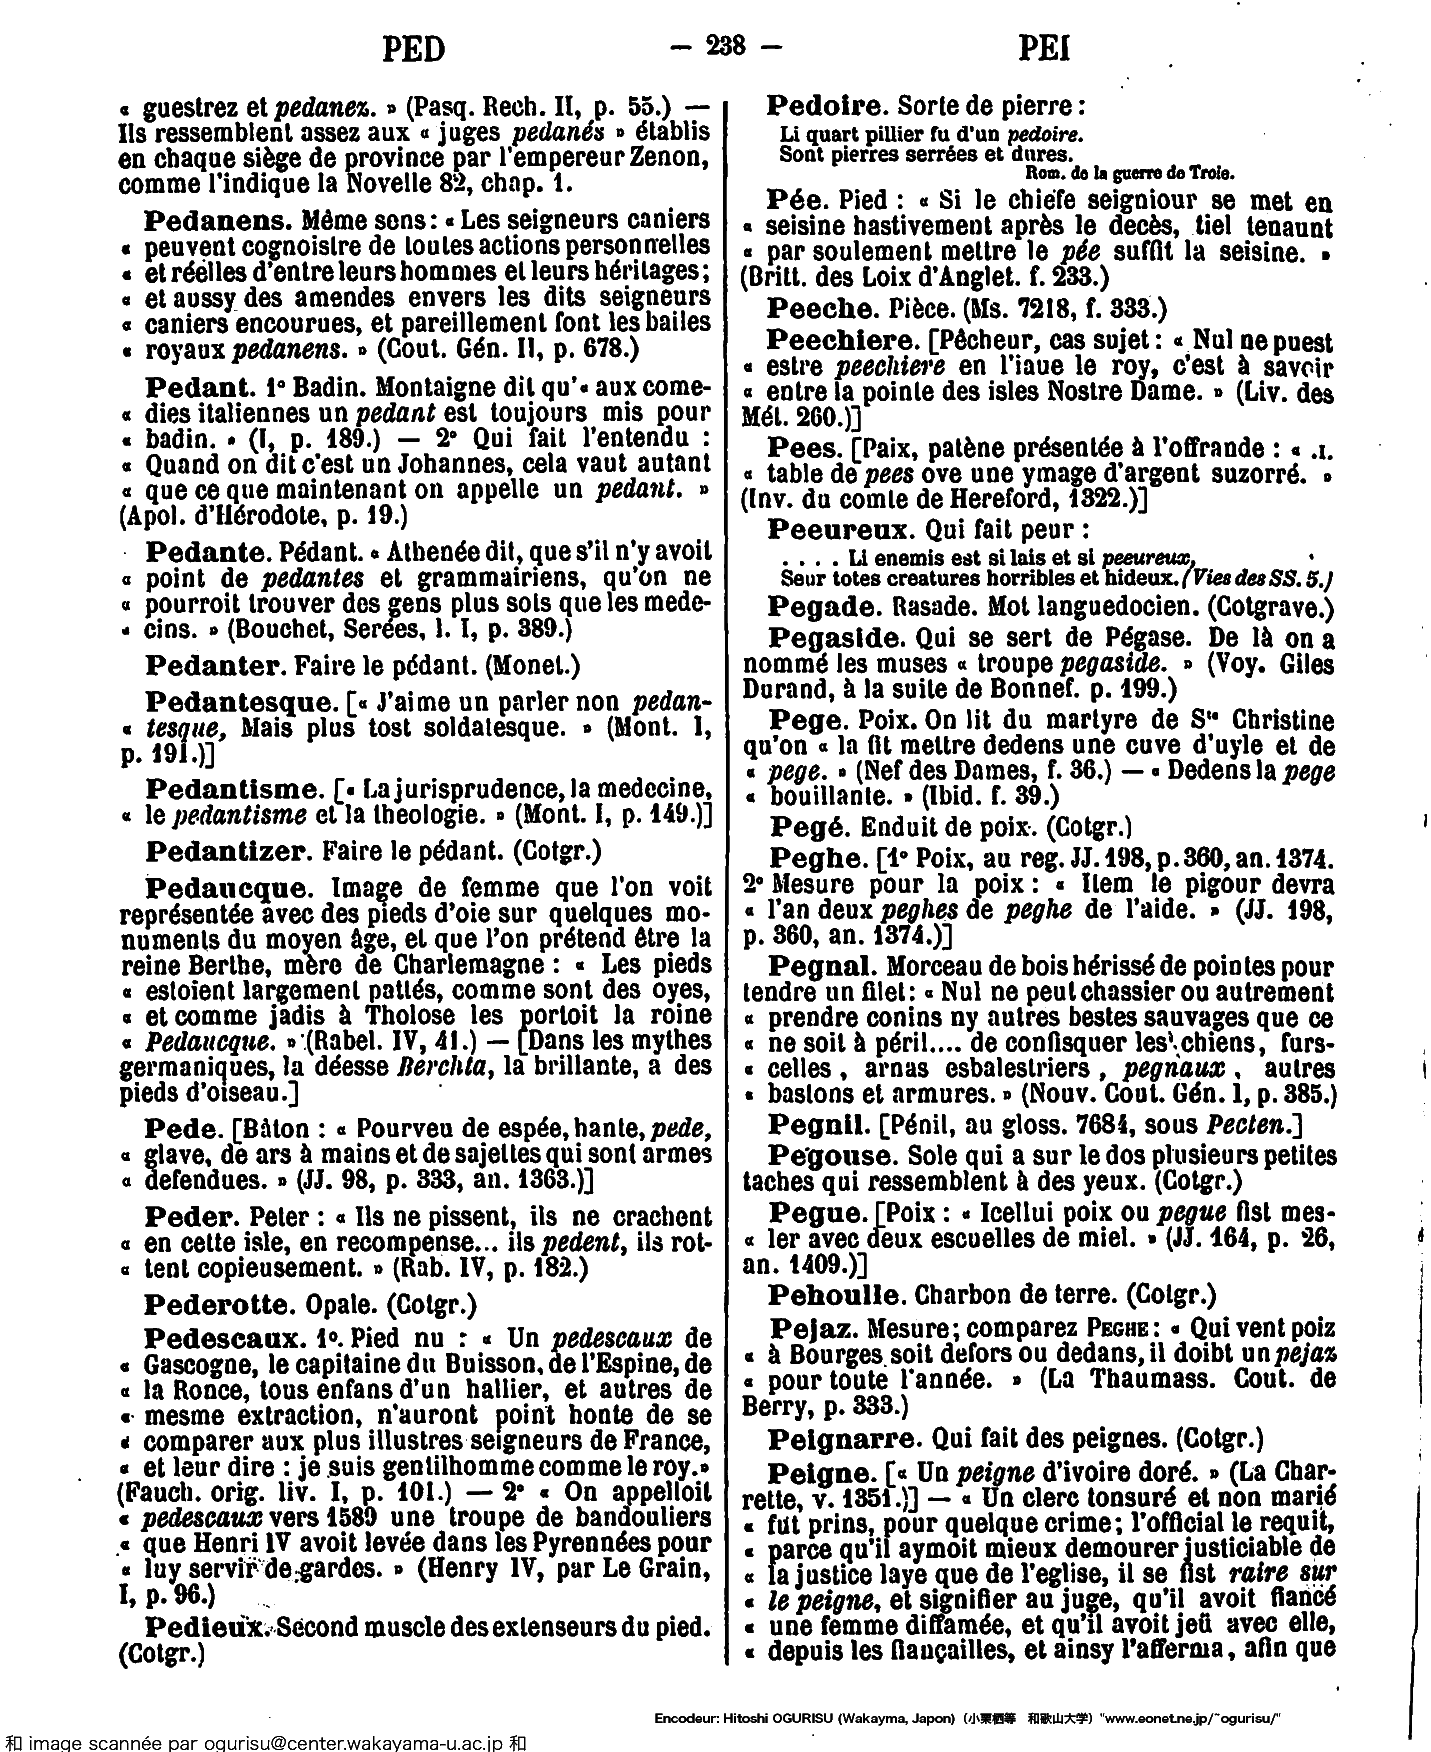 PED — 238 — PEI
« guestrez et pedanez. » (Pasq. Rech. II, p. 55.) —
Ils ressemblent assez aux « juges pedanés » établis
en chaque siège de province par l'empereur Zenon,
comme l'indique la Novelle 82, chap. 1.
Pedanens. Même sens : « Les seigneurs caniers
« peuvent cognoistre de toutes actions personnelles
« et réelles d'entre leurs hommes et leurs héritages ;
« et aussy des amendes envers les dits seigneurs
« caniers encourues, et pareillement font les bailes
« royaux pedanens. » (Cout. Gén. II, p. 678.)
Pedant. 1° Badin. Montaigne dit qu'« aux come-
« dies italiennes un pedant est toujours mis pour
« badin. » (I, p. 189.) — 2° Qui fait l'entendu :
« Quand on dit c'est un Johannes, cela vaut autant
« que ce que maintenant on appelle un pedant. »
(Apol. d'Hérodote, p. 19.)
Pedante. Pédant. « Athenée dit, que s'il n'y avoit
« point de pedantes et grammairiens, qu'on ne
« pourroit trouver des gens plus sots que les mede-
« cins. » (Bouchet, Serées, l. I, p. 389.)
Pedanter. Faire le pédant. (Monet.)
Pedantesque. [« J'aime un parler non pedan-
« tesque, Mais plus tost soldatesque. » (Mont. I,
p. 191.)]
Pedantisme. [« La jurisprudence, la medecine,
« le pedantisme et la theologie. » (Mont. I, p. 149.)]
Pedantizer. Faire le pédant. (Cotgr.)
Pedaucque. Image de femme que l'on voit
représentée avec des pieds d'oie sur quelques mo-
numents du moyen âge, et que l'on prétend être la
reine Berthe, mère de Charlemagne : « Les pieds
« estoient largement pattés, comme sont des oyes,
« et comme jadis à Tholose les portoit la roine
« Pedaucque. » (Rabel. IV, 41.) — [Dans les mythes
germaniques, la déesse Berchta, la brillante, a des
pieds d'oiseau.]
Pede. [Bâton : « Pourveu de espée, hante, pede,
« glave, de ars à mains et de sajettes qui sont armes
« defendues. » (JJ. 98, p. 333, an. 1363.)]
Peder. Peter : « Ils ne pissent, ils ne crachent
« en cette isle, en recompense... ils pedent, ils rot-
« tent copieusement. » (Rab. IV, p. 182.)
Pederotte. Opale. (Cotgr.)
Pedescaux. 1°. Pied nu : « Un pedescaux de
« Gascogne, le capitaine du Buisson, de l'Espine, de
« la Ronce, tous enfans d'un hallier, et autres de
« mesme extraction, n'auront point honte de se
« comparer aux plus illustres seigneurs de France,
« et leur dire : je suis gentilhomme comme le roy. »
(Fauch. orig. liv. I, p. 101.) — 2° « On appelloit
« pedescaux vers 1589 une troupe de bandouliers
« que Henri IV avoit levée dans les Pyrennées pour
« luy servir de gardes. » (Henry IV, par Le Grain,
I, p. 96.)
Pedieux. Second muscle des extenseurs du pied.
(Cotgr.)
Pedoire. Sorte de pierre :
Li quart pillier fu d'un pedoire.
Sont pierres serrées et dures.
Rom. de la guerre de Troie.
Pée. Pied : « Si le chiefe seigniour se met en
« seisine hastivement après le decès, tiel tenaunt
« par soulement mettre le pée suffit la seisine. »
(Britt. des Loix d'Anglet. f. 233.)
Peeche. Pièce. (Ms. 7218, f. 333.)
Peechiere. [Pêcheur, cas sujet : « Nul ne puest
« estre peechiere en l'iaue le roy, c'est à savoir
« entre la pointe des isles Nostre Dame. » (Liv. des
Mét. 260.)]
Pees. [Paix, patène présentée à l'offrande : « .I.
« table de pees ove une ymage d'argent suzorré. »
(Inv. du comte de Hereford, 1322.)]
Peeureux. Qui fait peur :
. . . . Li enemis est si lais et si peeureux,
Seur totes creatures horribles et hideux. (Vies des SS. 5.)
Pegade. Rasade. Mot languedocien. (Cotgrave.)
Pegaside. Qui se sert de Pégase. De là on a
nommé les muses « troupe pegaside. » (Voy. Giles
Durand, à la suite de Bonnef. p. 199.)
Pege. Poix. On lit du martyre de Ste Christine
qu'on « la fit mettre dedens une cuve d'uyle et de
« pege. » (Nef des Dames, f. 36.) — « Dedens la pege
« bouillante. » (Ibid. f. 39.)
Pegé. Enduit de poix. (Cotgr.)
Peghe. [1° Poix, au reg. JJ. 198, p. 360, an. 1374.
2° Mesure pour la poix : « Item le pigour devra
« l'an deux peghes de peghe de l'aide. » (JJ. 198,
p. 360, an. 1374.)]
Pegnal. Morceau de bois hérissé de pointes pour
tendre un filet : « Nul ne peut chassier ou autrement
« prendre conins ny autres bestes sauvages que ce
« ne soit à péril.... de confisquer les chiens, furs-
« celles, arnas esbalestriers, pegnaux, autres
« bastons et armures. » (Nouv. Cout. Gén. I, p. 385.)
Pegnil. [Pénil, au gloss. 7684, sous Pecten.]
Pegouse. Sole qui a sur le dos plusieurs petites
taches qui ressemblent à des yeux. (Cotgr.)
Pegue. [Poix : « Icellui poix ou pegue fist mes-
« ler avec deux escuelles de miel. » (JJ. 164, p. 26,
an. 1409.)]
Pehoulle. Charbon de terre. (Cotgr.)
Pejaz. Mesure ; comparez PEGHE : « Qui vent poiz
« à Bourges soit defors ou dedans, il doibt un pejaz
« pour toute l'année. » (La Thaumass. Cout. de
Berry, p. 333.)
Peignarre. Qui fait des peignes. (Cotgr.)
Peigne. [« Un peigne d'ivoire doré. » (La Char-
rette, v. 1351.)] — « Un clerc tonsuré et non marié
« fut prins, pour quelque crime ; l'official le requit,
« parce qu'il aymoit mieux demourer justiciable de
« la justice laye que de l'eglise, il se fist raire sur
« le peigne, et signifier au juge, qu'il avoit fiancé
« une femme diffamée, et qu'il avoit jeü avec elle,
« depuis les fiançailles, et ainsy l'afferma, afin que
Encodeur: Hitoshi OGURISU (Wakayma, Japon) (小栗栖等 和歌山大学) "www.eonet.ne.jp/~ogurisu/"
和 image scannée par ogurisu@center.wakayama-u.ac.jp 和